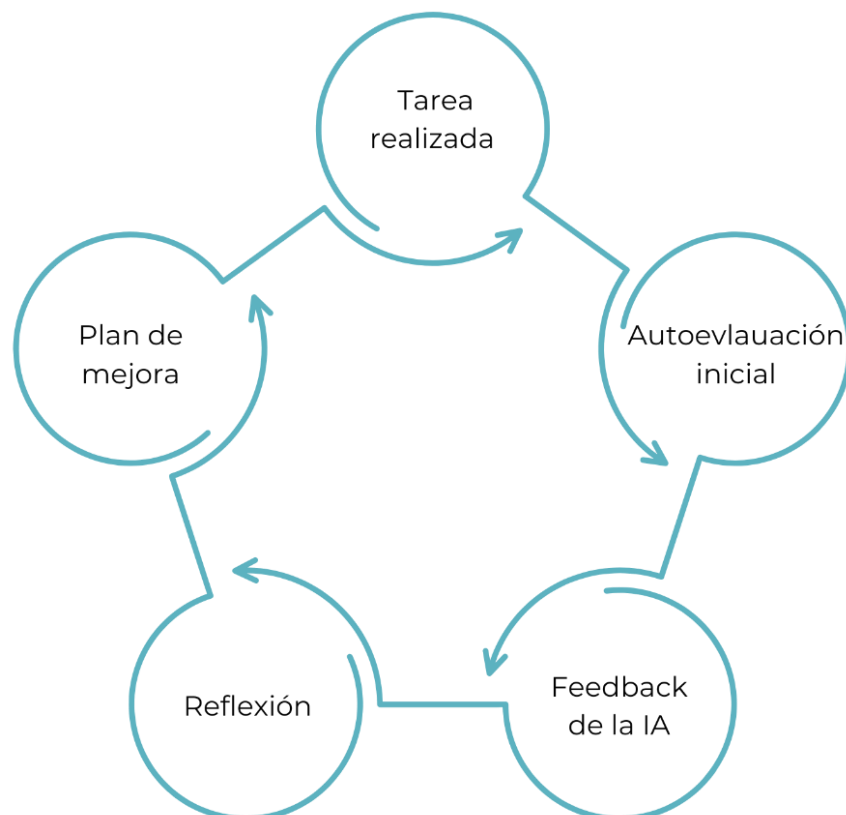 Tarea
realizada
Autoevlauación
inicial
Feedback
de la IA
Reflexión
Plan de
mejora